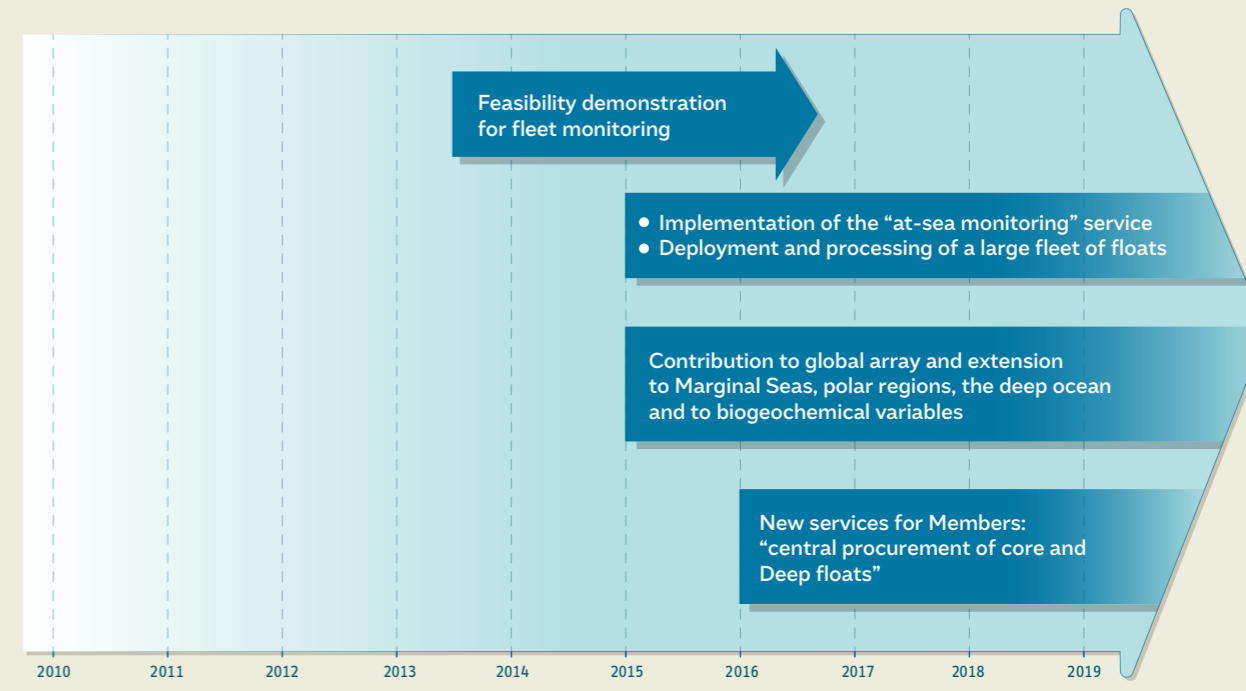 Feasibility demonstration
for fleet monitoring
● Implementation of the “at-sea monitoring” service
● Deployment and processing of a large fleet of floats
Contribution to global array and extension
to Marginal Seas, polar regions, the deep ocean
and to biogeochemical variables
New services for Members:
“central procurement of core and
Deep floats”
2010 2011 2012 2013 2014 2015 2016 2017 2018 2019